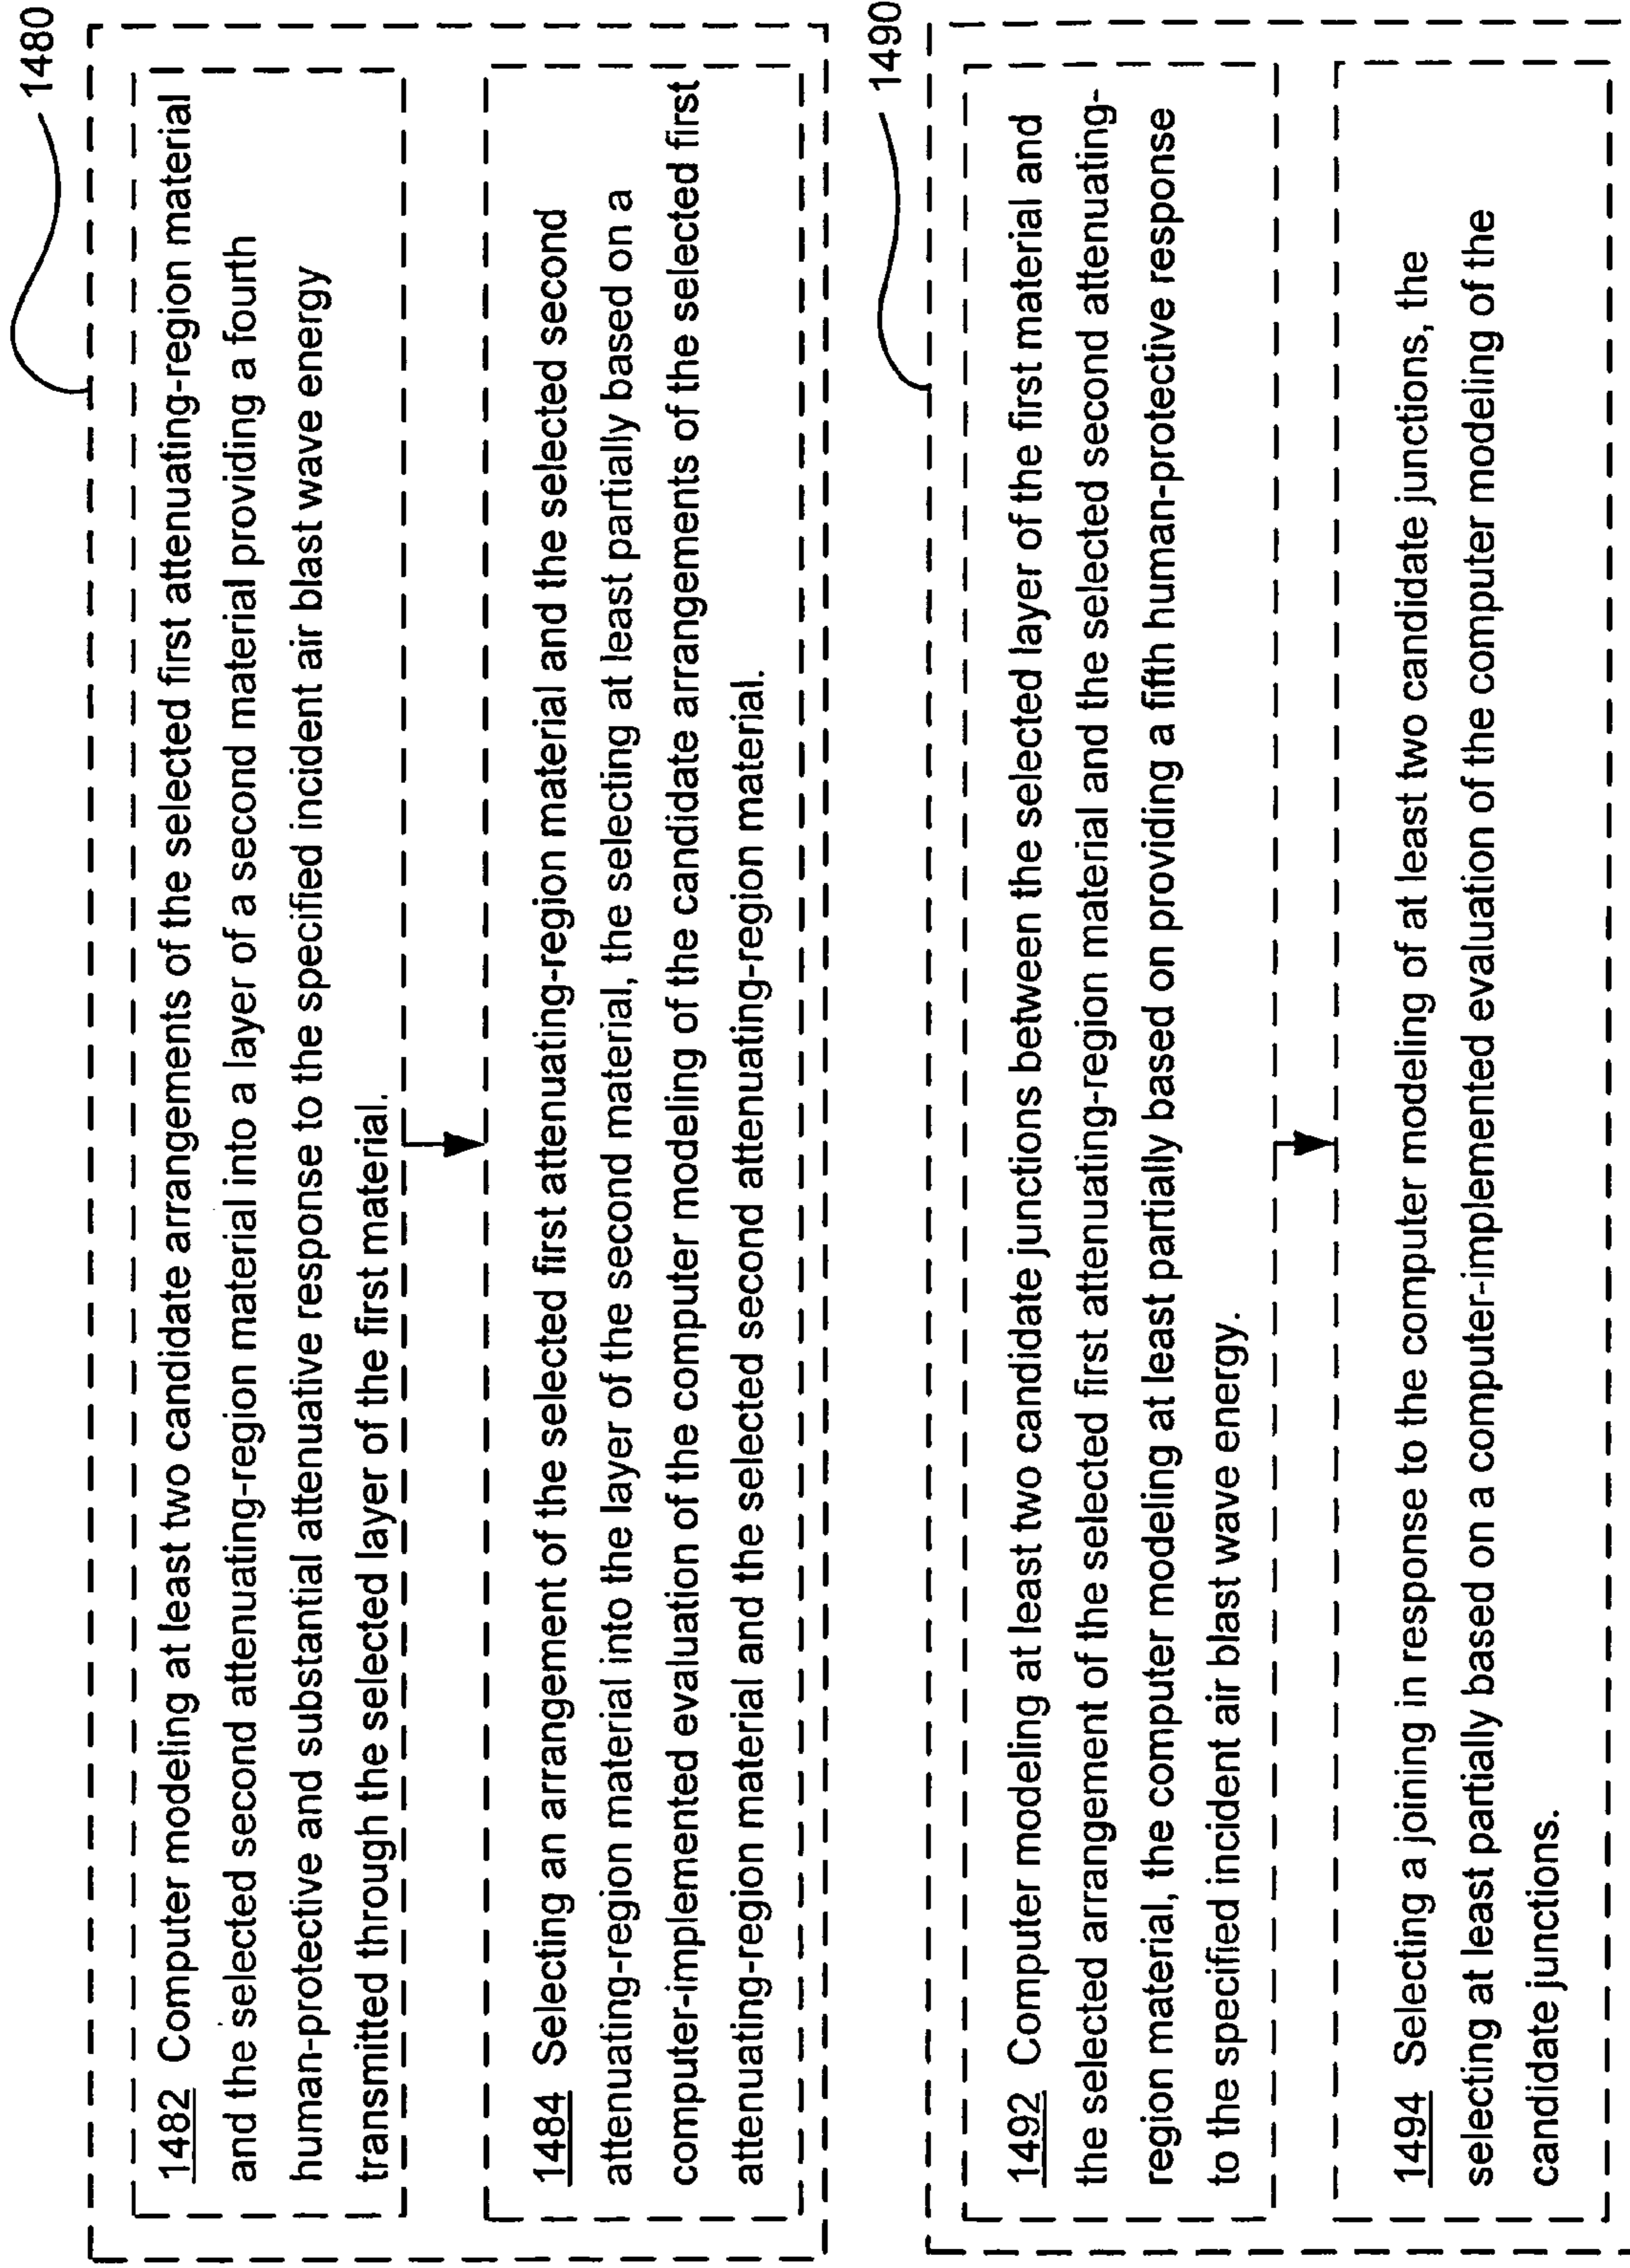 1480
1482 Computer modeling at least two candidate arrangements of the selected first attenuating-region material
and the selected second attenuating-region material into a layer of a second material providing a fourth
human-protective and substantial attenuative response to the specified incident air blast wave energy
transmitted through the selected layer of the first material.
1484 Selecting an arrangement of the selected first attenuating-region material and the selected second
attenuating-region material into the layer of the second material, the selecting at least partially based on a
computer-implemented evaluation of the computer modeling of the candidate arrangements of the selected first
attenuating-region material and the selected second attenuating-region material.
1490
1492 Computer modeling at least two candidate junctions between the selected layer of the first material and
the selected arrangement of the selected first attenuating-region material and the selected second attenuating-
region material, the computer modeling at least partially based on providing a fifth human-protective response
to the specified incident air blast wave energy.
1494 Selecting a joining in response to the computer modeling of at least two candidate junctions, the
selecting at least partially based on a computer-implemented evaluation of the computer modeling of the
candidate junctions.